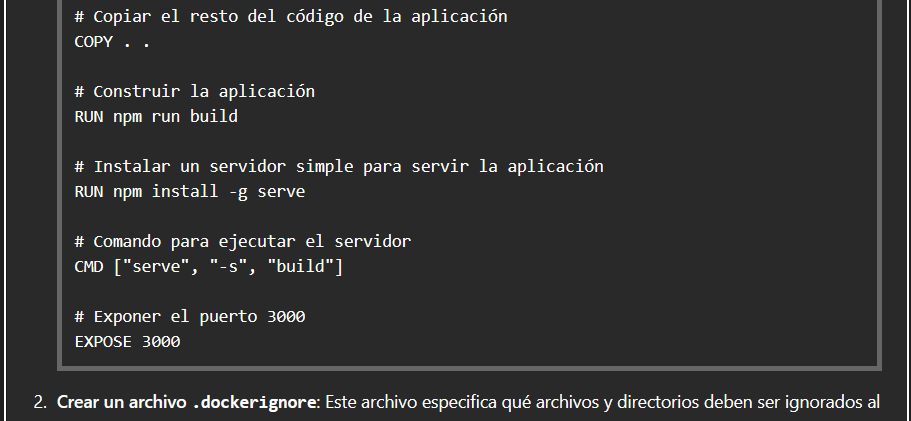 # Copiar el resto del código de la aplicación
COPY . .
# Construir la aplicación
RUN npm run build
# Instalar un servidor simple para servir la aplicación
RUN npm install -g serve
# Comando para ejecutar el servidor
CMD ["serve", "-s", "build"]
# Exponer el puerto 3000
EXPOSE 3000
2. Crear un archivo .dockerignore: Este archivo especifica qué archivos y directorios deben ser ignorados al